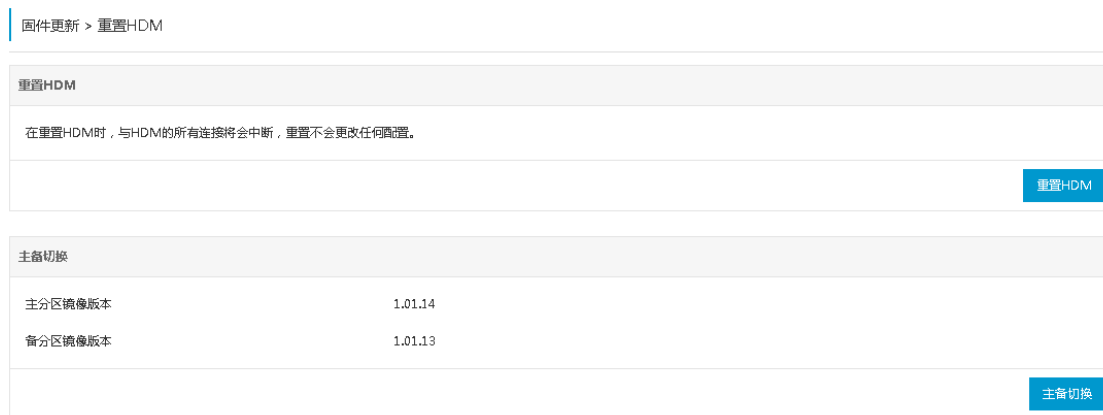 固件更新 > 重置HDM
重置HDM
在重置HDM时，与HDM的所有连接将会中断，重置不会更改任何配置。
重置HDM
主备切换
主分区镜像版本 1.01.14
备分区镜像版本 1.01.13
主备切换